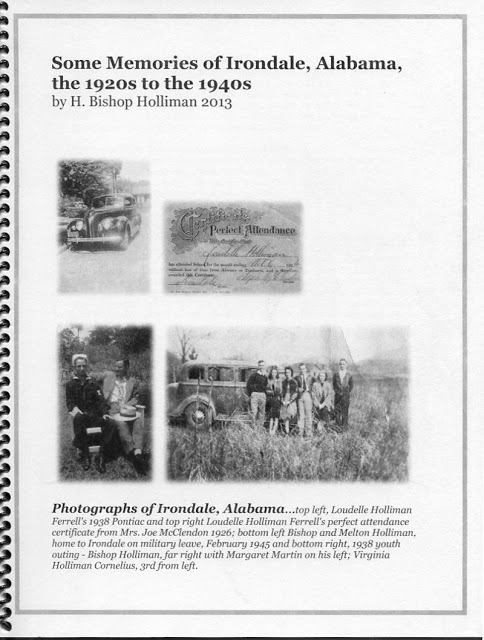 Some Memories of Irondale, Alabama,
the 1920s to the 1940s
by H. Bishop Holliman 2013
Certificate of
Perfect Attendance
Loudelle Holliman
Photographs of Irondale, Alabama...top left, Loudelle Holliman
Ferrell's 1938 Pontiac and top right Loudelle Holliman Ferrell's perfect attendance
certificate from Mrs. Joe McClendon 1926; bottom left Bishop and Melton Holliman,
home to Irondale on military leave, February 1945 and bottom right, 1938 youth
outing - Bishop Holliman, far right with Margaret Martin on his left; Virginia
Holliman Cornelius, 3rd from left.